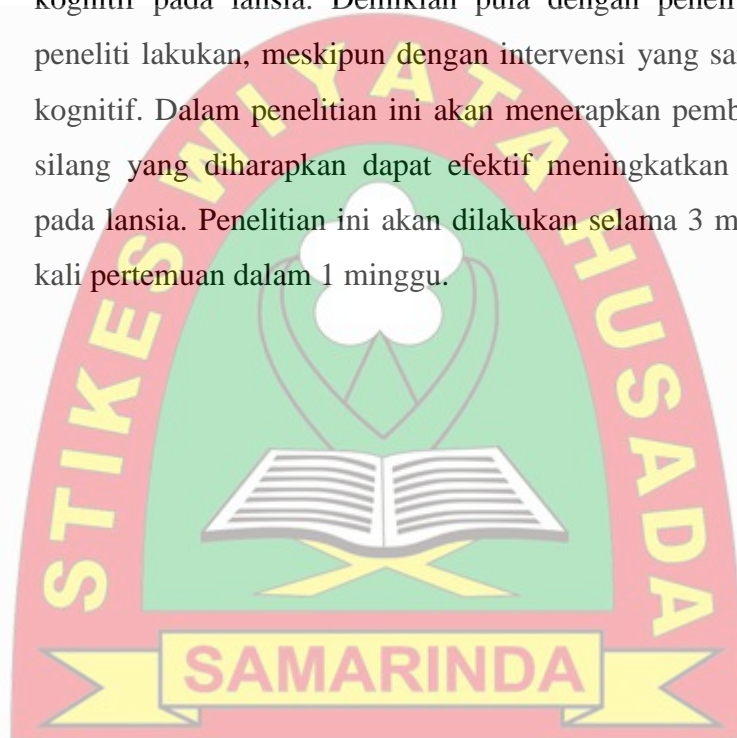 kognitif pada lansia. Demikian pula dengan
peneliti lakukan, meskipun dengan intervensi yang
kognitif. Dalam penelitian ini akan menerapkan
silang yang diharapkan dapat efektif meningkatkan
pada lansia. Penelitian ini akan dilakukan selama 3
kali pertemuan dalam 1 minggu.
STIKES WIYATA HUSADA
SAMARINDA